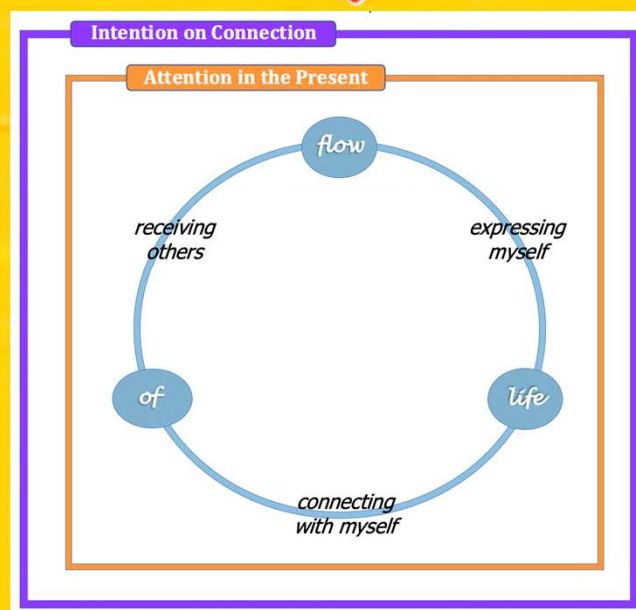 Intention on Connection
Attention in the Present
flow
receiving
others
expressing
myself
of
life
connecting
with myself